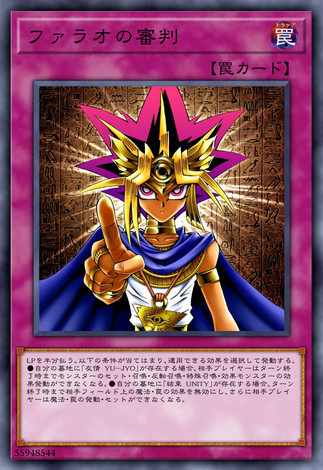 ファラオの審判
トラップ
罠
【罠カード】
LPを半分払う。以下の条件が当てはまり、適用できる効果を選択して発動する。
●自分の墓地に「友情 YU-JYO」が存在する場合、相手プレイヤーはターン終
了時までモンスターのセット・召喚・反転召喚・特殊召喚・効果モンスターの効
果発動ができなくなる。●自分の墓地に「結束 UNITY」が存在する場合、ターン
終了時まで相手フィールド上の魔法・罠の効果を無効にし、さらに相手プレイ
ヤーは魔法・罠の発動・セットができなくなる。
55948544